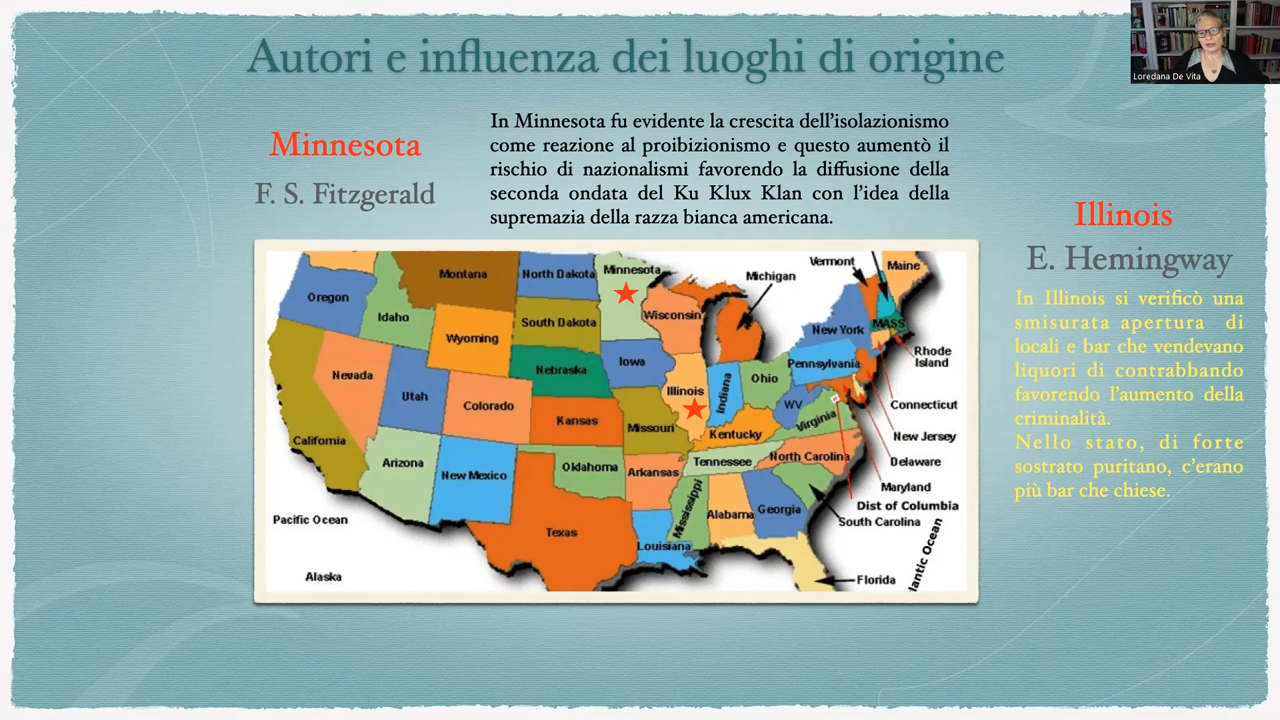 Autori e influenza dei luoghi di origine
Loredana De Vita
Minnesota
F. S. Fitzgerald
In Minnesota fu evidente la crescita dell'isolazionismo
come reazione al proibizionismo e questo aumentò il
rischio di nazionalismi favorendo la diffusione della
seconda ondata del Ku Klux Klan con l'idea della
supremazia della razza bianca americana.
Illinois
E. Hemingway
In Illinois si verificò una
smisurata apertura di
locali e bar che vendevano
liquori di contrabbando
favorendo l'aumento della
criminalità.
Nello stato, di forte
sostrato puritano, c'erano
più bar che chiese.
Montana
North Dakota
Minnesota
Michigan
Vermont
Maine
Oregon
Idaho
South Dakota
Wisconsin
New York
MASS
Wyoming
Rhode
Island
Nebraska
Iowa
Pennsylvania
Nevada
Utah
Colorado
Illinois
Indiana
Ohio
WV
Virginia
Connecticut
Kansas
Missouri
Kentucky
New Jersey
California
Arizona
New Mexico
Oklahoma
Arkansas
Tennessee
North Carolina
Delaware
Maryland
Dist of Columbia
South Carolina
Mississippi
Alabama
Georgia
Pacific Ocean
Texas
Louisiana
lantic Ocean
Alaska
Florida